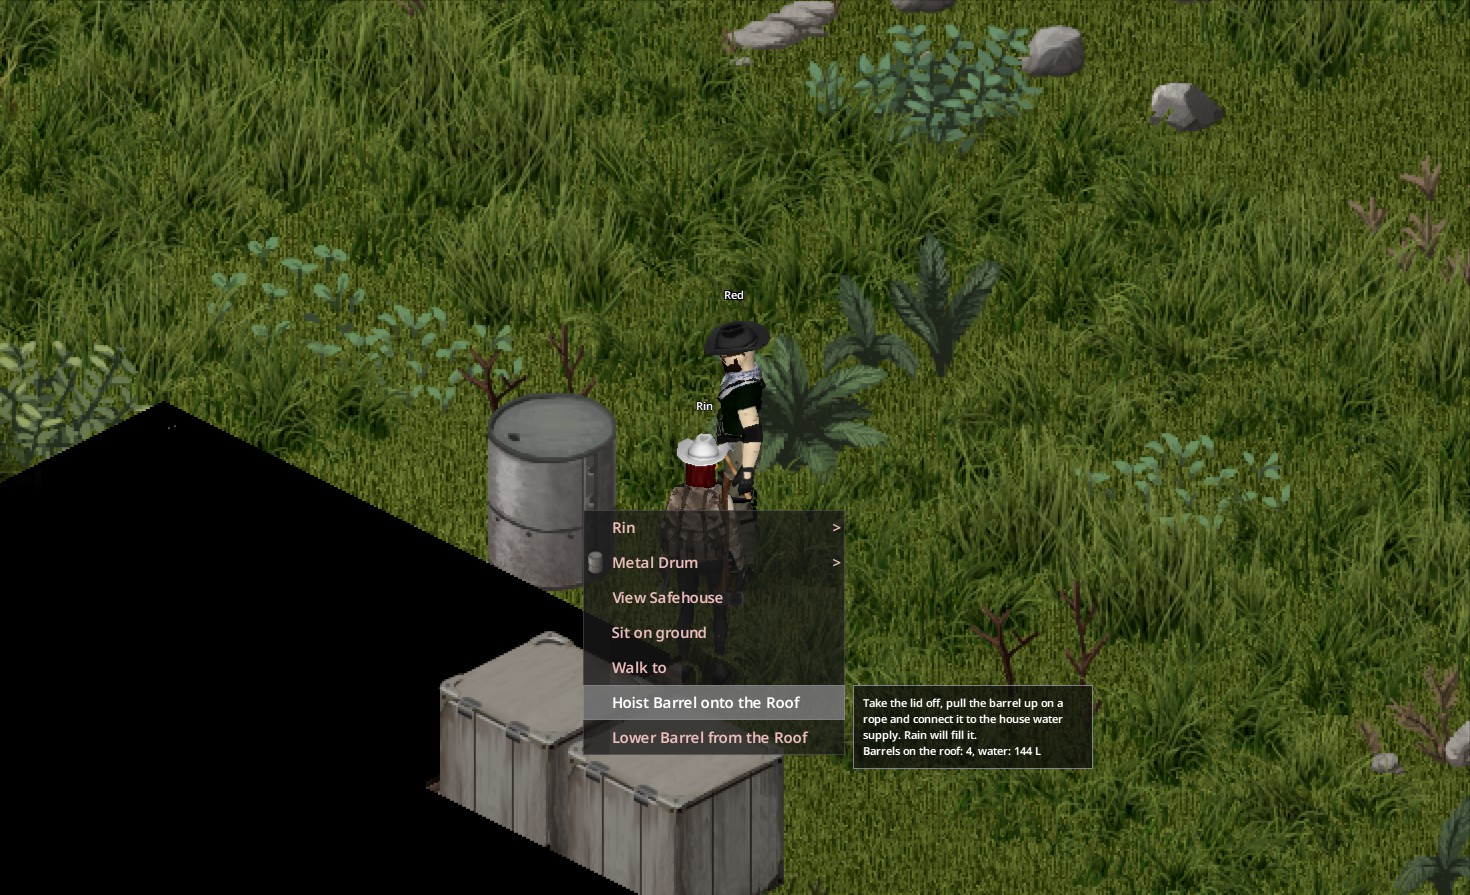 Red
Rin
Rin >
Metal Drum >
View Safehouse
Sit on ground
Walk to
Hoist Barrel onto the Roof
Lower Barrel from the Roof
Take the lid off, pull the barrel up on a
rope and connect it to the house water
supply. Rain will fill it.
Barrels on the roof: 4, water: 144 L